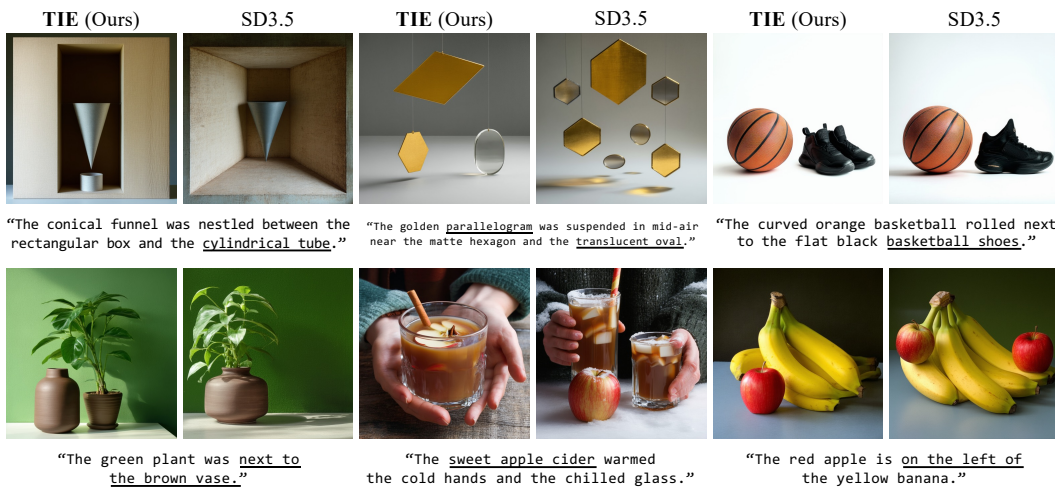 TIE (Ours) SD3.5 TIE (Ours) SD3.5 TIE (Ours) SD3.5
“The conical funnel was nestled between the
rectangular box and the cylindrical tube.”
“The golden parallelogram was suspended in mid-air
near the matte hexagon and the translucent oval.”
“The curved orange basketball rolled next
to the flat black basketball shoes.”
“The green plant was next to
the brown vase.”
“The sweet apple cider warmed
the cold hands and the chilled glass.”
“The red apple is on the left of
the yellow banana.”